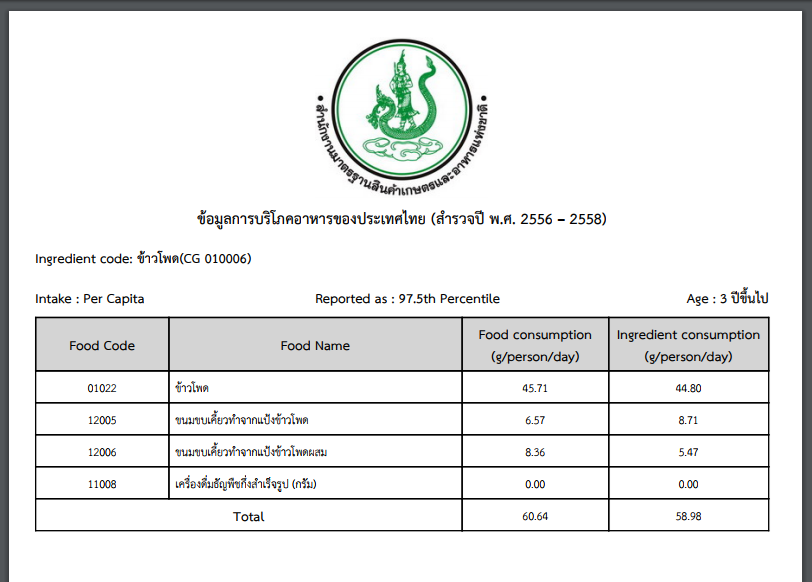 • สำนักงานมาตรฐานสินค้าเกษตรและอาหารแห่งชาติ •
ข้อมูลการบริโภคอาหารของประเทศไทย (สำรวจปี พ.ศ. 2556 – 2558)
Ingredient code: ข้าวโพด(CG 010006)
Intake : Per Capita Reported as : 97.5th Percentile Age : 3 ปีขึ้นไป
Food Code Food Name Food consumption (g/person/day) Ingredient consumption (g/person/day)
01022 ข้าวโพด 45.71 44.80
12005 ขนมขบเคี้ยวทำจากแป้งข้าวโพด 6.57 8.71
12006 ขนมขบเคี้ยวทำจากแป้งข้าวโพดผสม 8.36 5.47
11008 เครื่องดื่มธัญพืชกึ่งสำเร็จรูป (กรัม) 0.00 0.00
Total 60.64 58.98